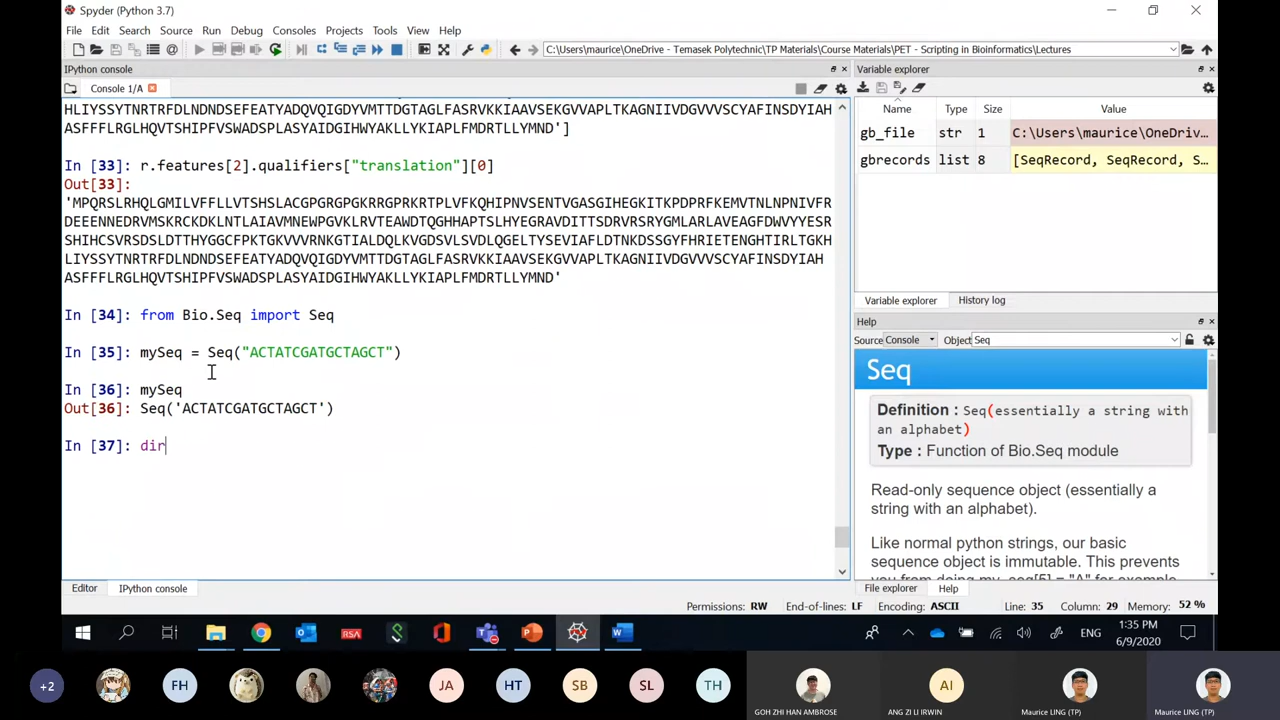 Spyder (Python 3.7)
File Edit Search Source Run Debug Consoles Projects Tools View Help
C:\Users\maurice\OneDrive - Temasek Polytechnic\TP Materials\Course Materials\PET - Scripting in Bioinformatics\Lectures
IPython console
Console 1/A
HLIYSSYTNRTRFDLNDNDSEFEATYADQVQIGDYVMTTDGTAGLFASRVKKIAAVSEKGVVAPLTKAGNIIVDGVVVSCYAFINSDYIAH
ASFFFLRGLHQVTSHIPFVSWADSPLASYAIDGIHWYAKLLYKIAPLFMDRTLLYMND']
In [33]: r.features[2].qualifiers["translation"][0]
Out[33]:
'MPQRSLRHQLGMILVFFLLVTSHSLACGPGRGPGKRRGPRKRTPLVFKQHIPNVSENTVGASGIHEGKITKPDPRFKEMVTNLNPNIVFR
DEEENNEDRVMSKRCKDKLNTLAIAVMNEWPGVKLRVTEAWDTQGHHAPTSLHYEGRAVDITTSDRVRSRYGMLARLAVEAGFDWVYYESR
SHIHCSVRSDSLDTTHYGGCFPKTGKVVVRNKGTIALDQLKVGDSVLSVDLQGELTYSEVIAFLDTNKDSSGYFHRIETENGHTIRLTGKH
LIYSSYTNRTRFDLNDNDSEFEATYADQVQIGDYVMTTDGTAGLFASRVKKIAAVSEKGVVAPLTKAGNIIVDGVVVSCYAFINSDYIAH
ASFFFLRGLHQVTSHIPFVSWADSPLASYAIDGIHWYAKLLYKIAPLFMDRTLLYMND'
In [34]: from Bio.Seq import Seq
In [35]: mySeq = Seq("ACTATCGATGCTAGCT")
In [36]: mySeq
Out[36]: Seq('ACTATCGATGCTAGCT')
In [37]: dir
Editor IPython console
Variable explorer
Name Type Size Value
gb_file str 1 C:\Users\maurice\OneDriv…
gbrecords list 8 [SeqRecord, SeqRecord, S…
Variable explorer History log
Help
Source Console Object Seq
Seq
Definition : Seq(essentially a string with
an alphabet)
Type : Function of Bio.Seq module
Read-only sequence object (essentially a
string with an alphabet).
Like normal python strings, our basic
sequence object is immutable. This prevents
you from doing my_seq[5] = "A" for example
File explorer Help
Permissions: RW End-of-lines: LF Encoding: ASCII Line: 35 Column: 29 Memory: 52 %
RSA ENG 1:35 PM
6/9/2020
+2 FH JA HT SB SL TH AI
GOH ZHI HAN AMBROSE ANG ZI LI IRWIN Maurice LING (TP) Maurice LING (TP)